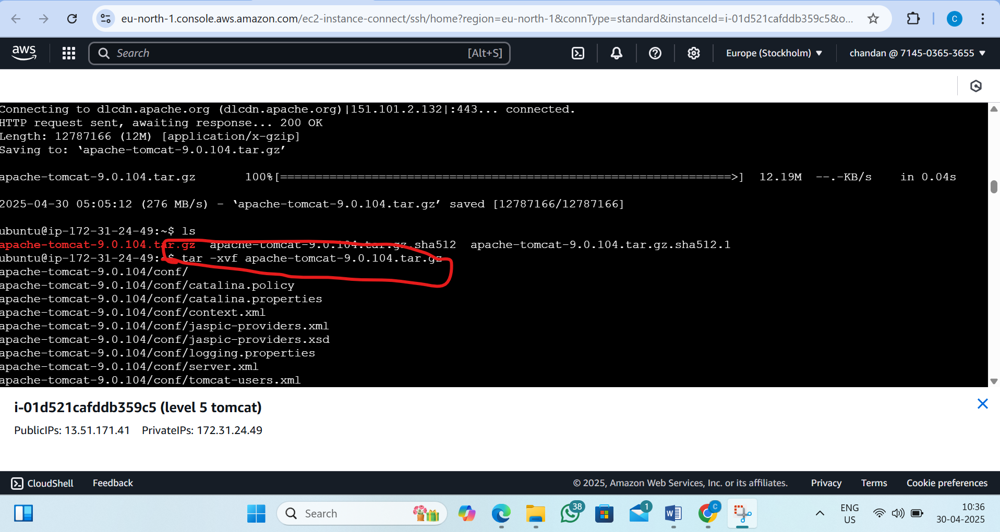 eu-north-1.console.aws.amazon.com/ec2-instance-connect/ssh/home?region=eu-north-1&connType=standard&instanceId=i-01d521cafddb359c5&o...
C
aws
Search [Alt+S]
Europe (Stockholm)
chandan @ 7145-0365-3655
Connecting to dlcdn.apache.org (dlcdn.apache.org)|151.101.2.132|:443... connected.
HTTP request sent, awaiting response... 200 OK
Length: 12787166 (12M) [application/x-gzip]
Saving to: ‘apache-tomcat-9.0.104.tar.gz’
apache-tomcat-9.0.104.tar.gz 100%[================================================================>] 12.19M --.-KB/s in 0.04s
2025-04-30 05:05:12 (276 MB/s) - ‘apache-tomcat-9.0.104.tar.gz’ saved [12787166/12787166]
ubuntu@ip-172-31-24-49:~$ ls
apache-tomcat-9.0.104.tar.gz apache-tomcat-9.0.104.tar.gz.sha512 apache-tomcat-9.0.104.tar.gz.sha512.1
ubuntu@ip-172-31-24-49:~$ tar -xvf apache-tomcat-9.0.104.tar.gz
apache-tomcat-9.0.104/conf/
apache-tomcat-9.0.104/conf/catalina.policy
apache-tomcat-9.0.104/conf/catalina.properties
apache-tomcat-9.0.104/conf/context.xml
apache-tomcat-9.0.104/conf/jaspic-providers.xml
apache-tomcat-9.0.104/conf/jaspic-providers.xsd
apache-tomcat-9.0.104/conf/logging.properties
apache-tomcat-9.0.104/conf/server.xml
apache-tomcat-9.0.104/conf/tomcat-users.xml
i-01d521cafddb359c5 (level 5 tomcat)
PublicIPs: 13.51.171.41 PrivateIPs: 172.31.24.49
CloudShell Feedback © 2025, Amazon Web Services, Inc. or its affiliates. Privacy Terms Cookie preferences
Search
38
1
W
C
ENG
US
10:36
30-04-2025